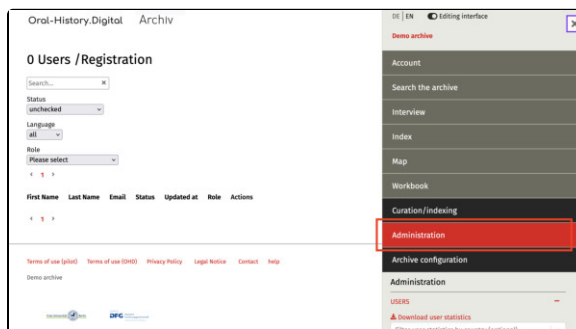 Oral-History.Digital Archiv
0 Users /Registration
Search...
Status
unchecked
Language
all
Role
Please select
‹ 1 ›
First Name Last Name Email Status Updated at Role Actions
‹ 1 ›
Terms of use (pilot) Terms of use (OHD) Privacy Policy Legal Notice Contact help
Demo archive
DFG
DE | EN Editing interface
Demo archive
Account
Search the archive
Interview
Index
Map
Workbook
Curation/indexing
Administration
Archive configuration
Administration
USERS
Download user statistics